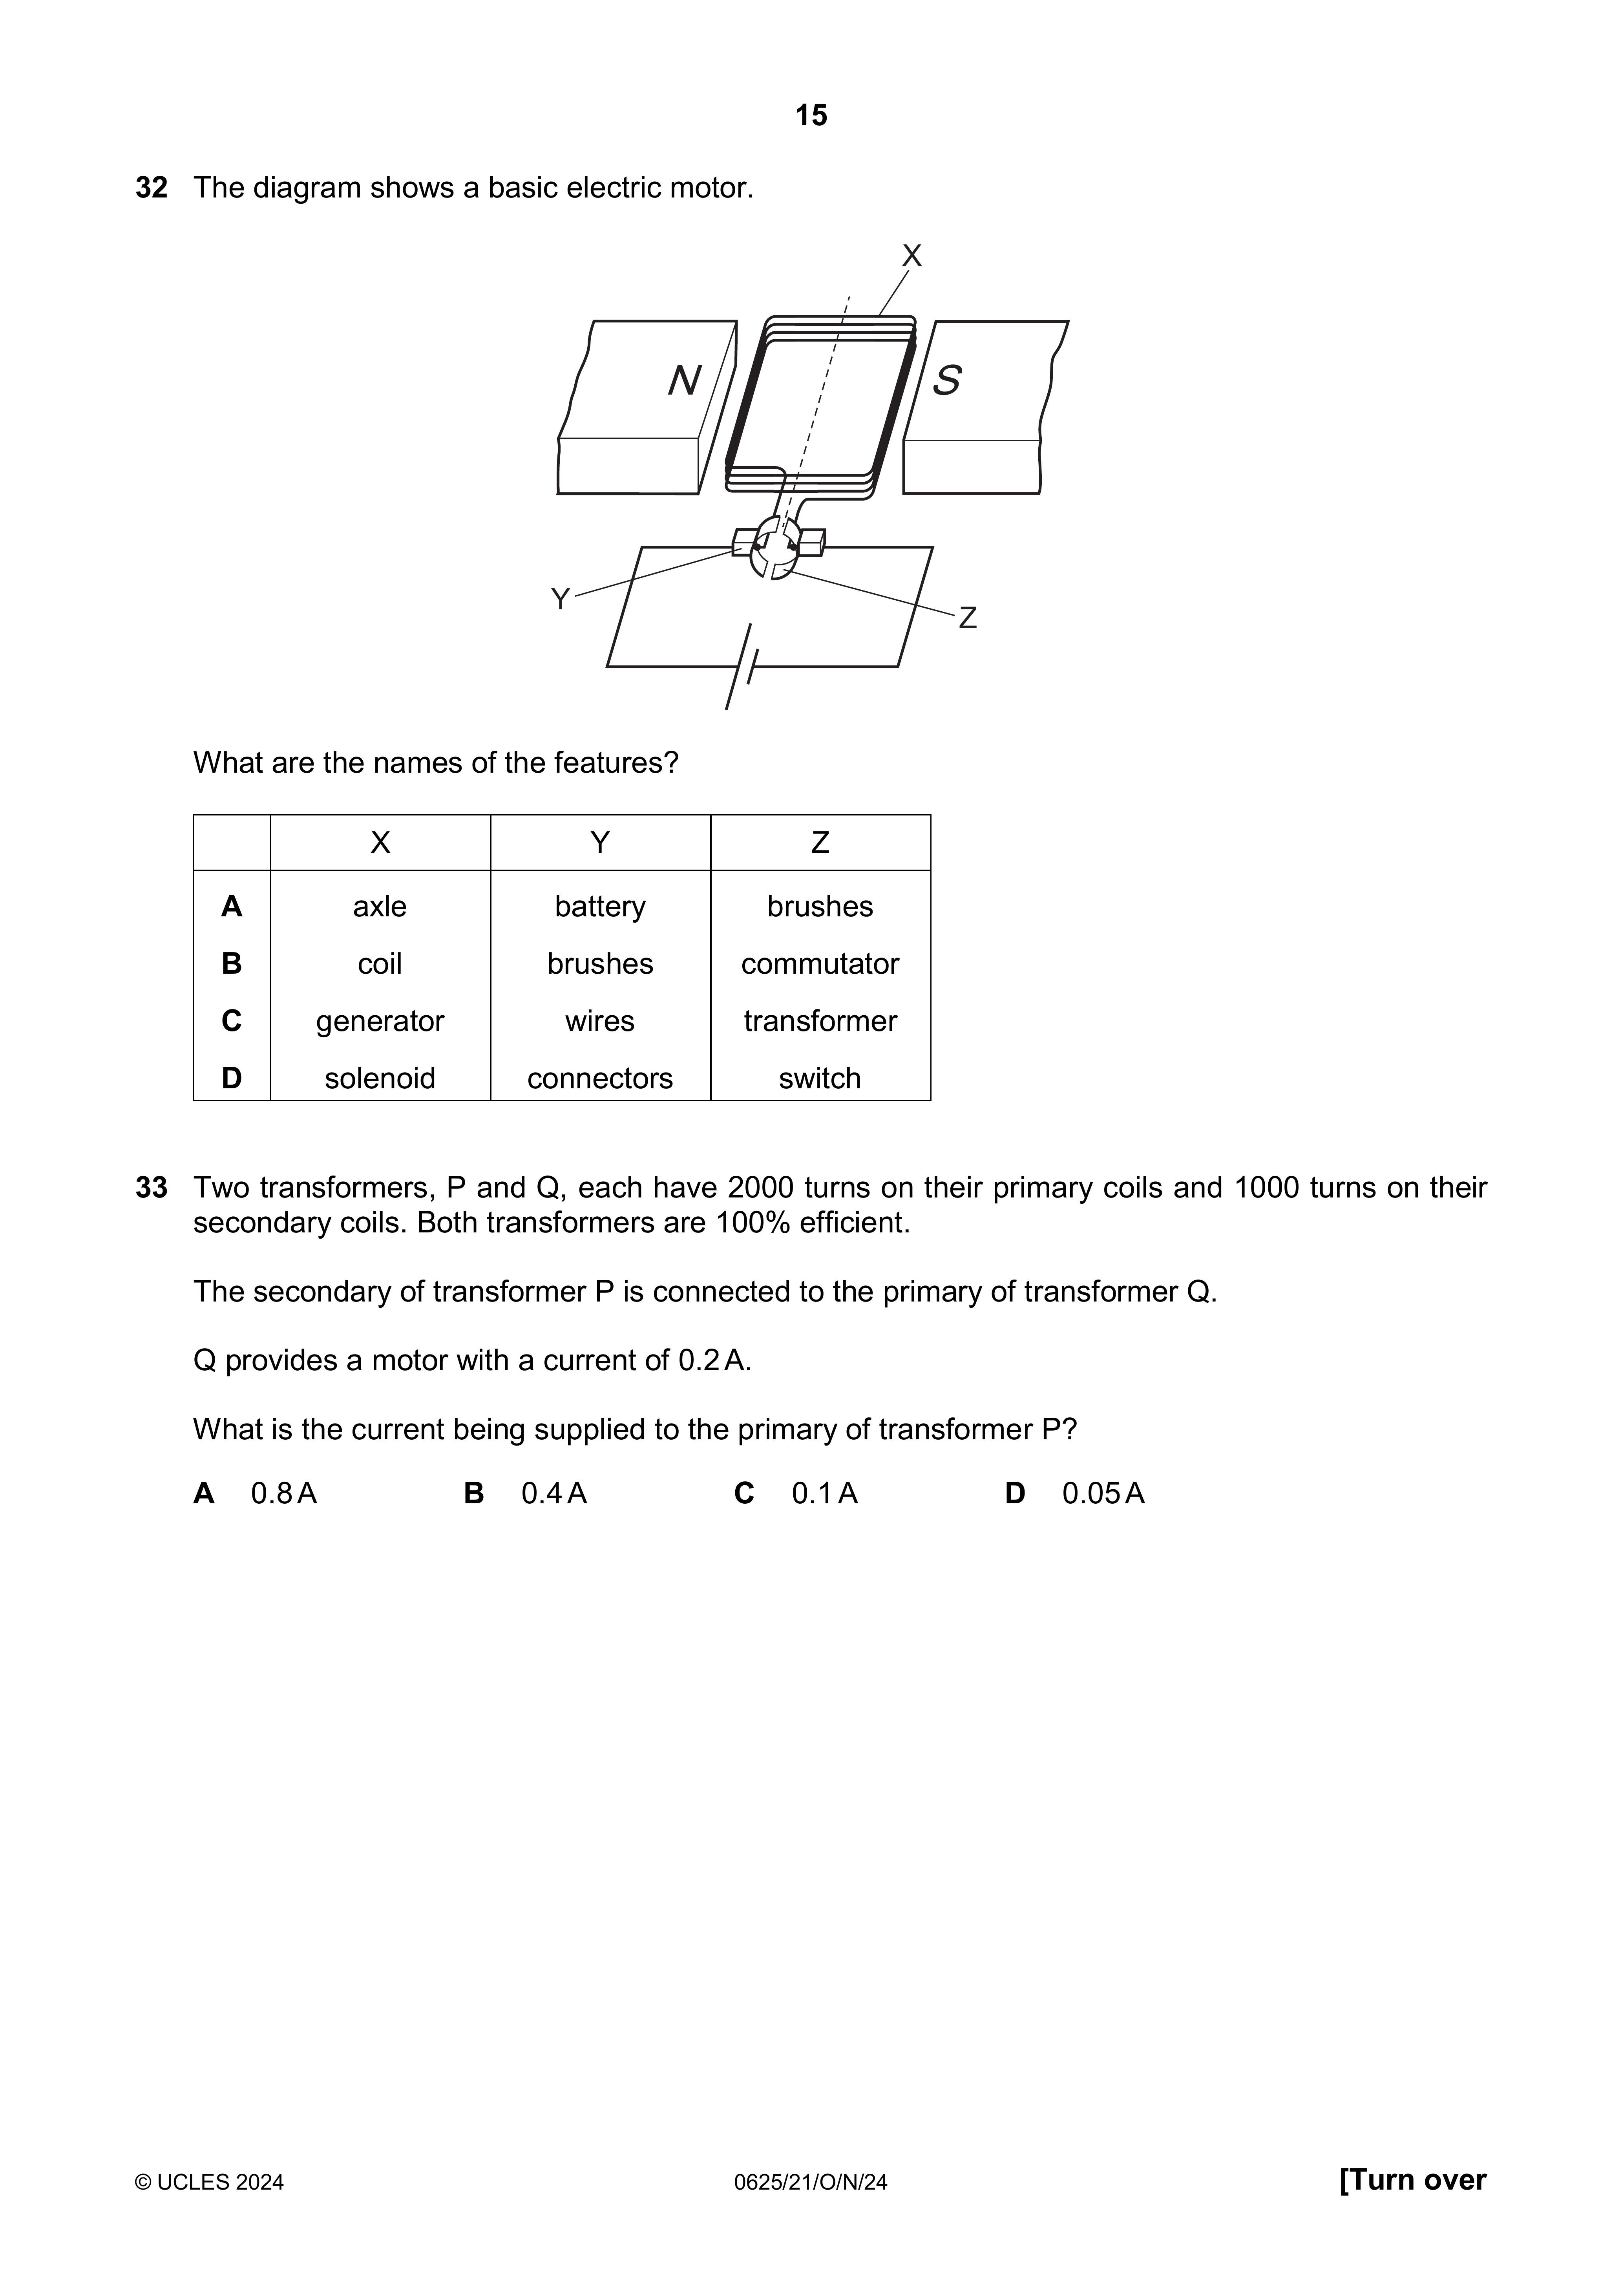 15
32 The diagram shows a basic electric motor.
X
N
S
Y
Z
What are the names of the features?
X Y Z
A axle battery brushes
B coil brushes commutator
C generator wires transformer
D solenoid connectors switch
33 Two transformers, P and Q, each have 2000 turns on their primary coils and 1000 turns on their
secondary coils. Both transformers are 100% efficient.
The secondary of transformer P is connected to the primary of transformer Q.
Q provides a motor with a current of 0.2 A.
What is the current being supplied to the primary of transformer P?
A 0.8 A B 0.4 A C 0.1 A D 0.05 A
© UCLES 2024 0625/21/O/N/24 [Turn over